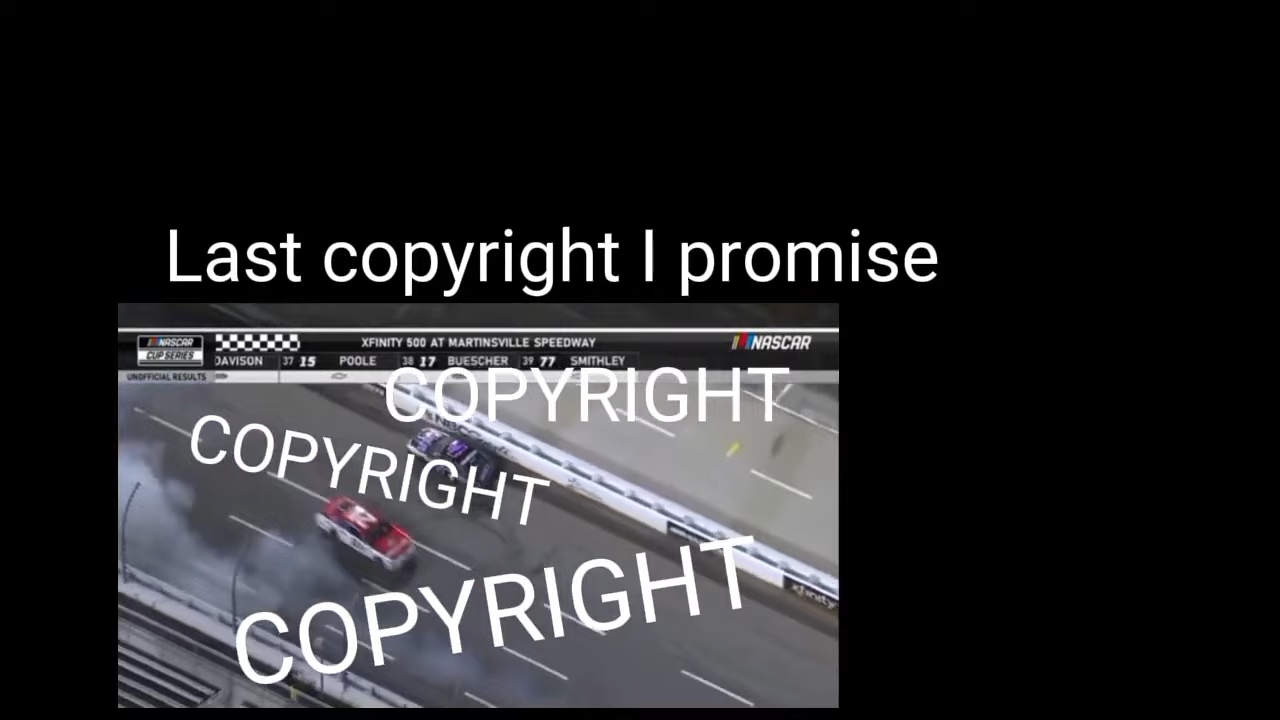 Last copyright I promise
NASCAR
CUP SERIES
XFINITY 500 AT MARTINSVILLE SPEEDWAY
NASCAR
DAVISON 37 15 POOLE 38 17 BUESCHER 39 77 SMITHLEY
UNOFFICIAL RESULTS
COPYRIGHT
COPYRIGHT
COPYRIGHT
xfinity